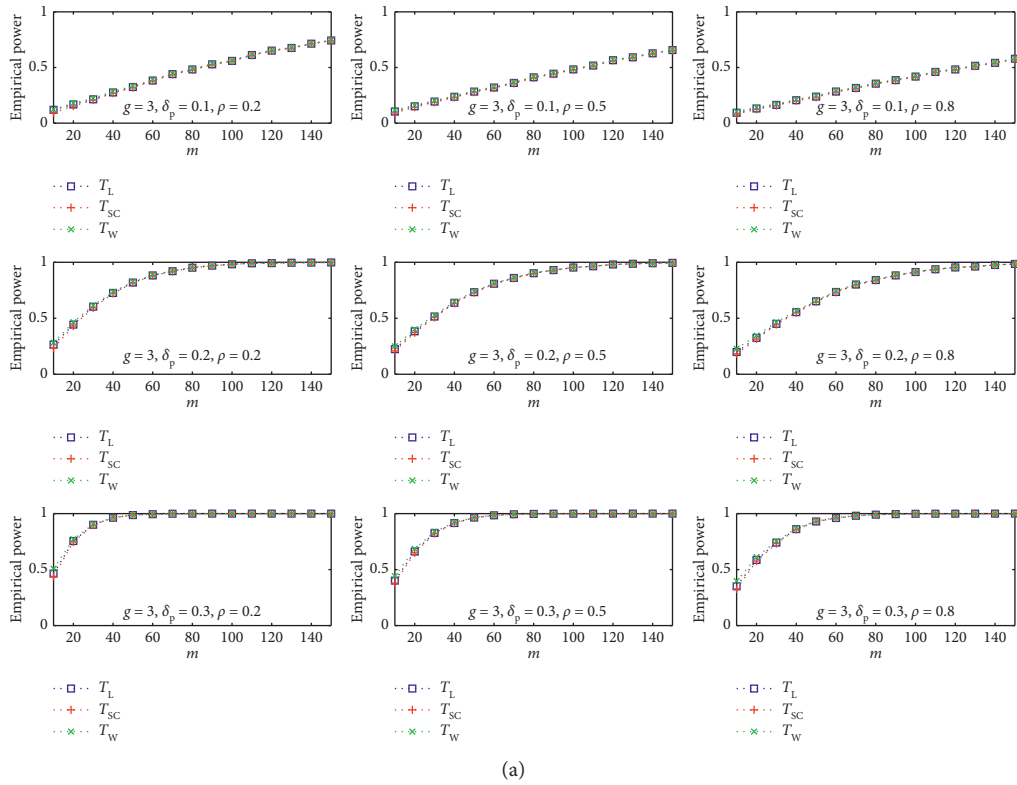 1
0.5
0
Empirical power
g = 3, δp = 0.1, ρ = 0.2
20 40 60 80 100 120 140
m
TL
TSC
TW
1
0.5
0
Empirical power
g = 3, δp = 0.1, ρ = 0.5
20 40 60 80 100 120 140
m
TL
TSC
TW
1
0.5
0
Empirical power
g = 3, δp = 0.1, ρ = 0.8
20 40 60 80 100 120 140
m
TL
TSC
TW
1
0.5
0
Empirical power
g = 3, δp = 0.2, ρ = 0.2
20 40 60 80 100 120 140
m
TL
TSC
TW
1
0.5
0
Empirical power
g = 3, δp = 0.2, ρ = 0.5
20 40 60 80 100 120 140
m
TL
TSC
TW
1
0.5
0
Empirical power
g = 3, δp = 0.2, ρ = 0.8
20 40 60 80 100 120 140
m
TL
TSC
TW
1
0.5
0
Empirical power
g = 3, δp = 0.3, ρ = 0.2
20 40 60 80 100 120 140
m
TL
TSC
TW
1
0.5
0
Empirical power
g = 3, δp = 0.3, ρ = 0.5
20 40 60 80 100 120 140
m
TL
TSC
TW
1
0.5
0
Empirical power
g = 3, δp = 0.3, ρ = 0.8
20 40 60 80 100 120 140
m
TL
TSC
TW
(a)